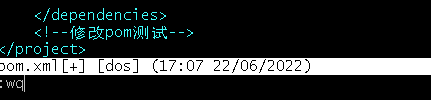 </dependencies>
<!--修改pom测试-->
</project>
pom.xml[+] [dos] (17:07 22/06/2022)
:wq